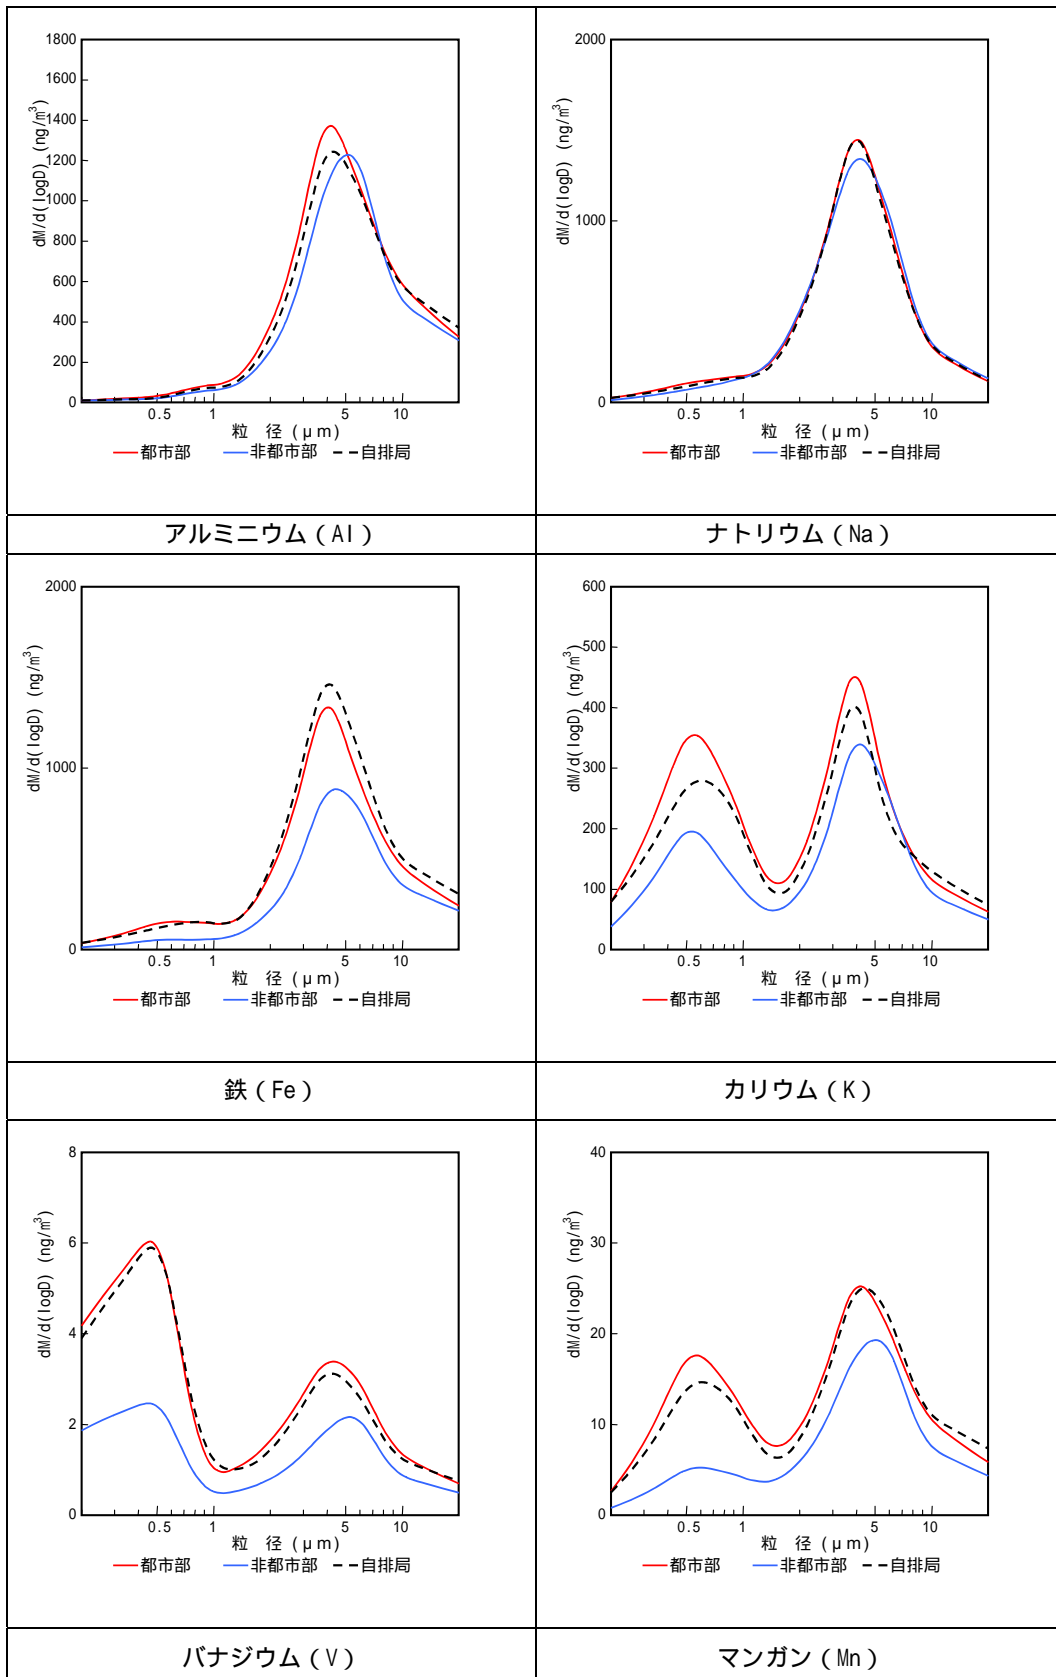 1800
1600
1400
1200
1000
800
600
400
200
0
dM/d(logD) (ng/m³)
0.5 1 5 10
粒 径 (μm)
都市部 非都市部 自排局
2000
1000
0
dM/d(logD) (ng/m³)
0.5 1 5 10
粒 径 (μm)
都市部 非都市部 自排局
アルミニウム(Al) ナトリウム(Na)
2000
1000
0
dM/d(logD) (ng/m³)
0.5 1 5 10
粒 径 (μm)
都市部 非都市部 自排局
600
500
400
300
200
100
0
dM/d(logD) (ng/m³)
0.5 1 5 10
粒 径 (μm)
都市部 非都市部 自排局
鉄(Fe) カリウム(K)
8
6
4
2
0
dM/d(logD) (ng/m³)
0.5 1 5 10
粒 径 (μm)
都市部 非都市部 自排局
40
30
20
10
0
dM/d(logD) (ng/m³)
0.5 1 5 10
粒 径 (μm)
都市部 非都市部 自排局
バナジウム(V) マンガン(Mn)